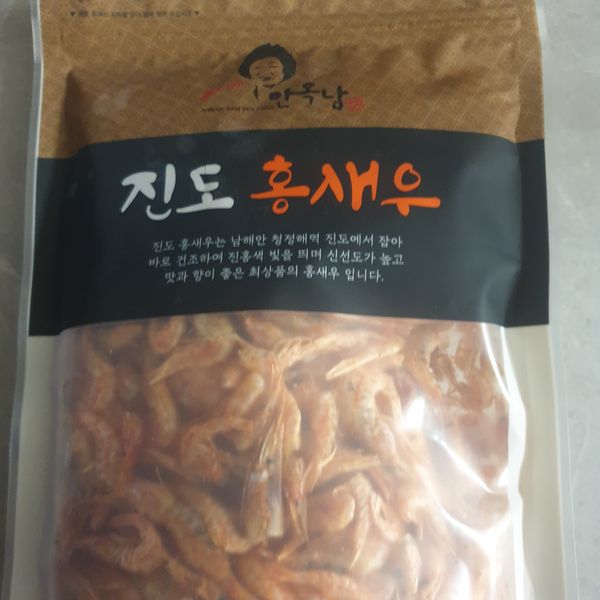 안옥남
진도 홍새우
진도 홍새우는 남해안 청정해역 진도에서 잡아
바로 건조하여 진홍색 빛을 띄며 신선도가 높고
맛과 향이 좋은 최상품의 홍새우 입니다.